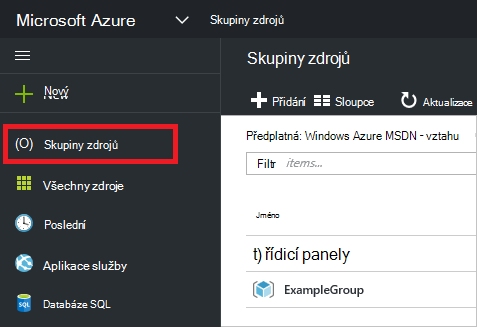 Microsoft Azure
Skupiny zdrojů
Skupiny zdrojů
Nový
Přidání
Sloupce
Aktualizace
(O) Skupiny zdrojů
Předplatná: Windows Azure MSDN - vztahu
Filtr items...
Všechny zdroje
Jméno
Poslední
t) řídicí panely
Aplikace služby
ExampleGroup
SQL Databáze SQL